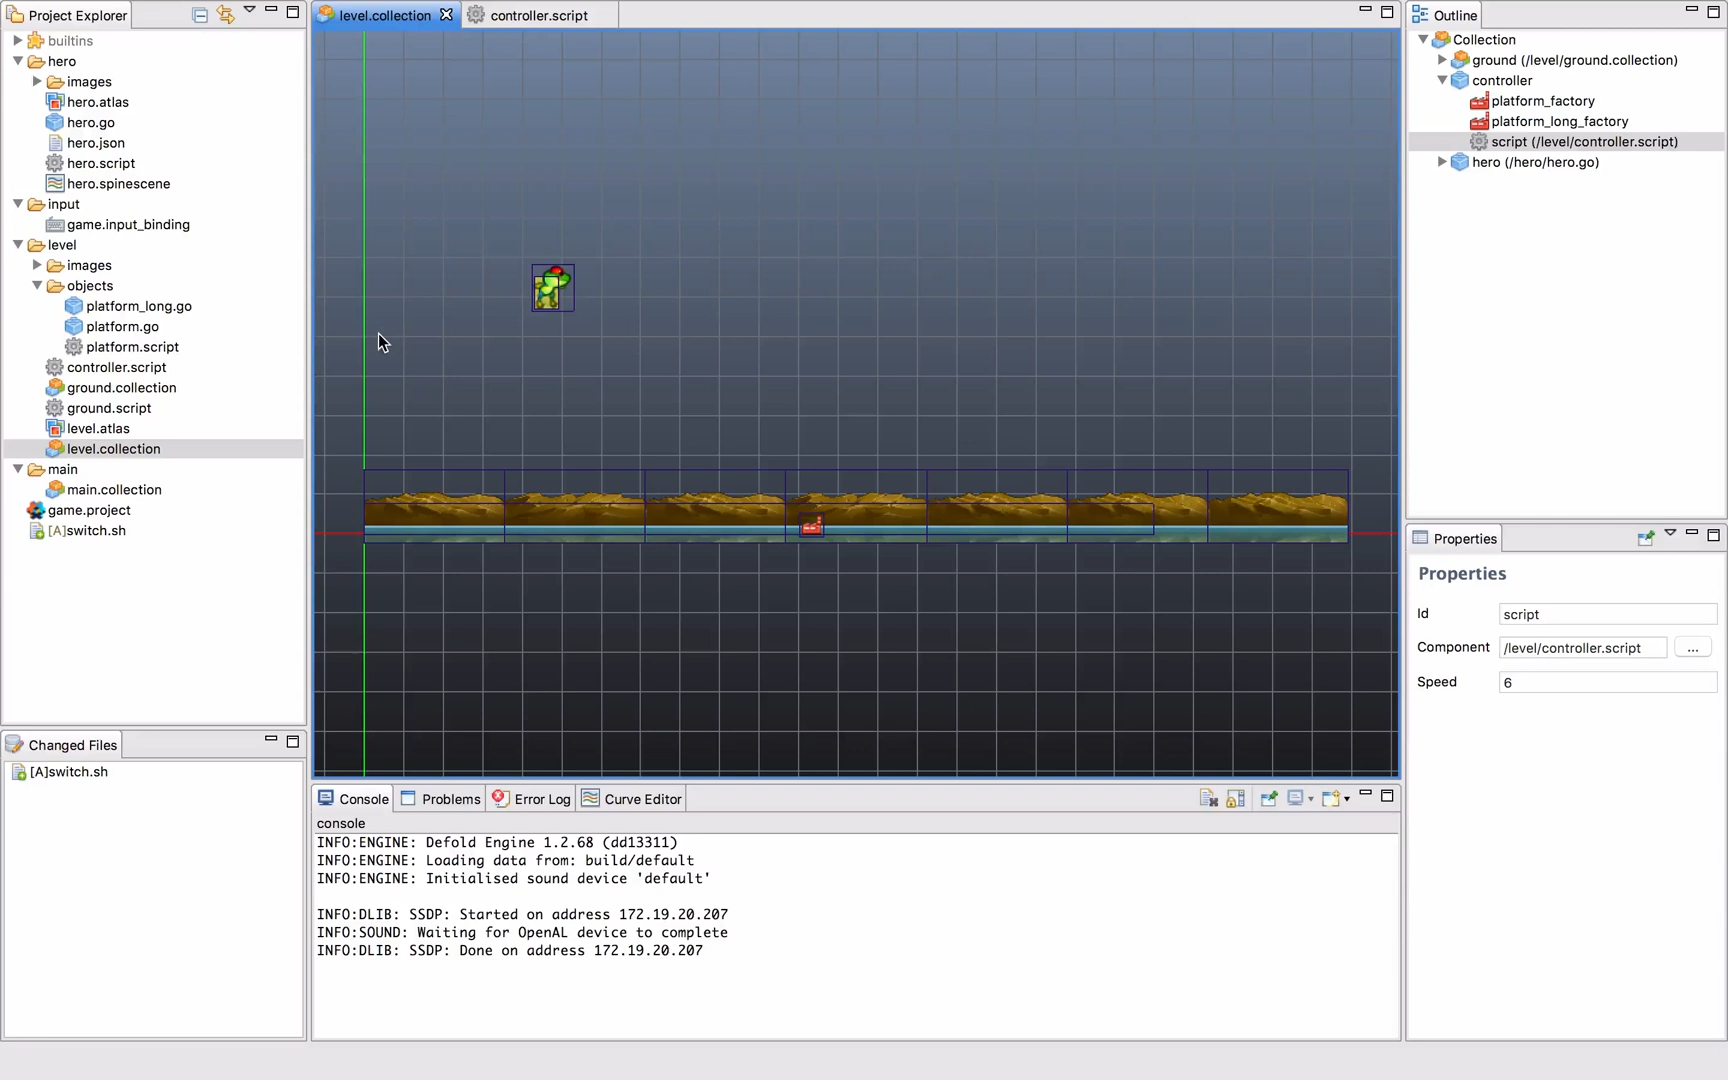 Project Explorer
builtins
hero
images
hero.atlas
hero.go
hero.json
hero.script
hero.spinescene
input
game.input_binding
level
images
objects
platform_long.go
platform.go
platform.script
controller.script
ground.collection
ground.script
level.atlas
level.collection
main
main.collection
game.project
[A]switch.sh
Changed Files
[A]switch.sh
level.collection
controller.script
Console
Problems
Error Log
Curve Editor
console
INFO:ENGINE: Defold Engine 1.2.68 (dd13311)
INFO:ENGINE: Loading data from: build/default
INFO:ENGINE: Initialised sound device 'default'
INFO:DLIB: SSDP: Started on address 172.19.20.207
INFO:SOUND: Waiting for OpenAL device to complete
INFO:DLIB: SSDP: Done on address 172.19.20.207
Outline
Collection
ground (/level/ground.collection)
controller
platform_factory
platform_long_factory
script (/level/controller.script)
hero (/hero/hero.go)
Properties
Properties
Id script
Component /level/controller.script ...
Speed 6